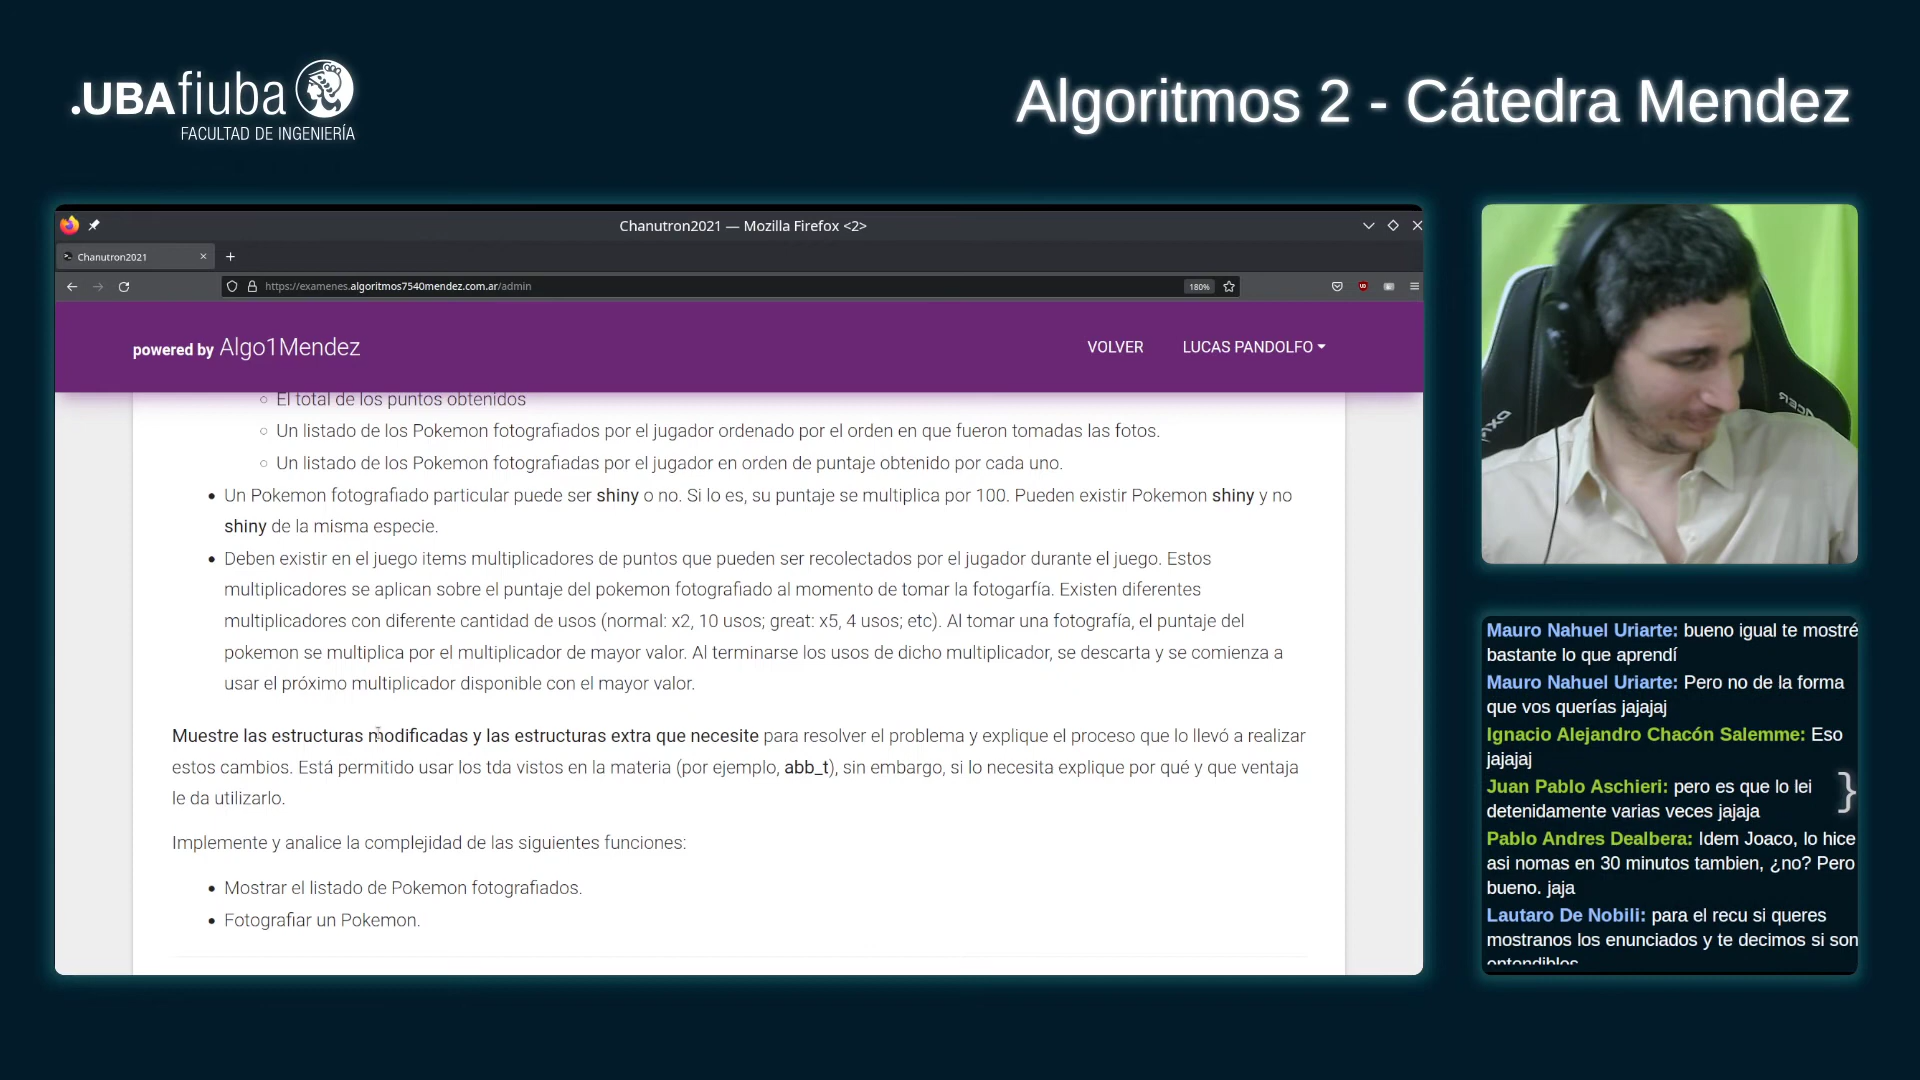 .UBAfiuba
FACULTAD DE INGENIERÍA
Algoritmos 2 - Cátedra Mendez
Chanutron2021 — Mozilla Firefox <2>
Chanutron2021
https://examenes.algoritmos7540mendez.com.ar/admin
180%
powered by Algo1Mendez
VOLVER
LUCAS PANDOLFO
El total de los puntos obtenidos
Un listado de los Pokemon fotografiados por el jugador ordenado por el orden en que fueron tomadas las fotos.
Un listado de los Pokemon fotografiadas por el jugador en orden de puntaje obtenido por cada uno.
Un Pokemon fotografiado particular puede ser shiny o no. Si lo es, su puntaje se multiplica por 100. Pueden existir Pokemon shiny y no
shiny de la misma especie.
Deben existir en el juego items multiplicadores de puntos que pueden ser recolectados por el jugador durante el juego. Estos
multiplicadores se aplican sobre el puntaje del pokemon fotografiado al momento de tomar la fotogarfía. Existen diferentes
multiplicadores con diferente cantidad de usos (normal: x2, 10 usos; great: x5, 4 usos; etc). Al tomar una fotografía, el puntaje del
pokemon se multiplica por el multiplicador de mayor valor. Al terminarse los usos de dicho multiplicador, se descarta y se comienza a
usar el próximo multiplicador disponible con el mayor valor.
Muestre las estructuras modificadas y las estructuras extra que necesite para resolver el problema y explique el proceso que lo llevó a realizar
estos cambios. Está permitido usar los tda vistos en la materia (por ejemplo, abb_t), sin embargo, si lo necesita explique por qué y que ventaja
le da utilizarlo.
Implemente y analice la complejidad de las siguientes funciones:
Mostrar el listado de Pokemon fotografiados.
Fotografiar un Pokemon.
Mauro Nahuel Uriarte: bueno igual te mostré
bastante lo que aprendí
Mauro Nahuel Uriarte: Pero no de la forma
que vos querías jajajaj
Ignacio Alejandro Chacón Salemme: Eso
jajajaj
Juan Pablo Aschieri: pero es que lo lei
detenidamente varias veces jajaja
}
Pablo Andres Dealbera: Idem Joaco, lo hice
asi nomas en 30 minutos tambien, ¿no? Pero
bueno. jaja
Lautaro De Nobili: para el recu si queres
mostranos los enunciados y te decimos si son
entendibles